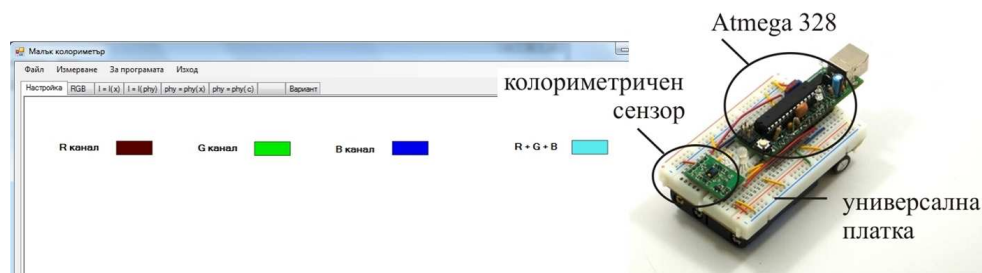 Малък колориметър
Файл Измерване За програмата Изход
Настройка RGB I = I(x) I = I(phy) phy = phy(x) phy = phy(c) Вариант
R канал G канал B канал R + G + B
Atmega 328
колориметричен
сензор
универсална
платка